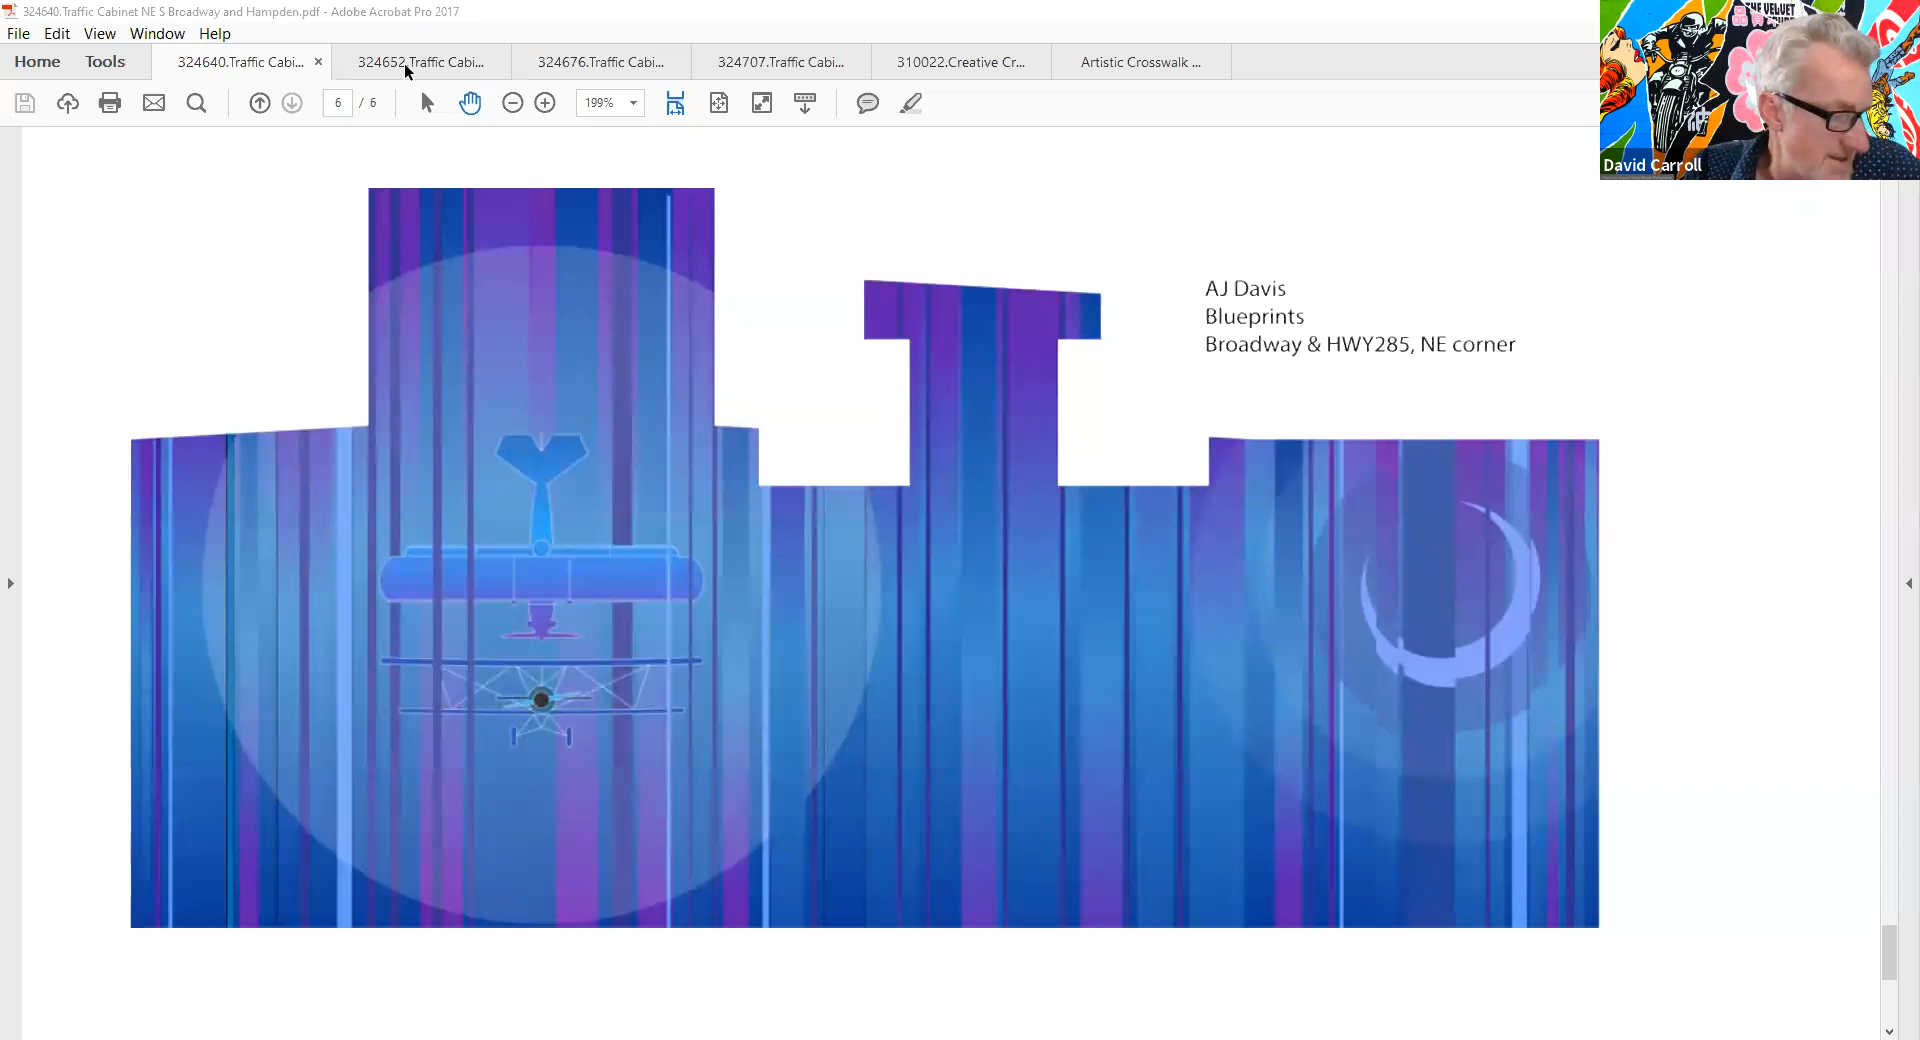 324640.Traffic Cabinet NE S Broadway and Hampden.pdf - Adobe Acrobat Pro 2017
File Edit View Window Help
Home Tools 324640.Traffic Cabi... × 324652.Traffic Cabi... 324676.Traffic Cabi... 324707.Traffic Cabi... 310022.Creative Cr... Artistic Crosswalk ...
6 / 6 199%
THE VELVET
David Carroll
AJ Davis
Blueprints
Broadway & HWY285, NE corner